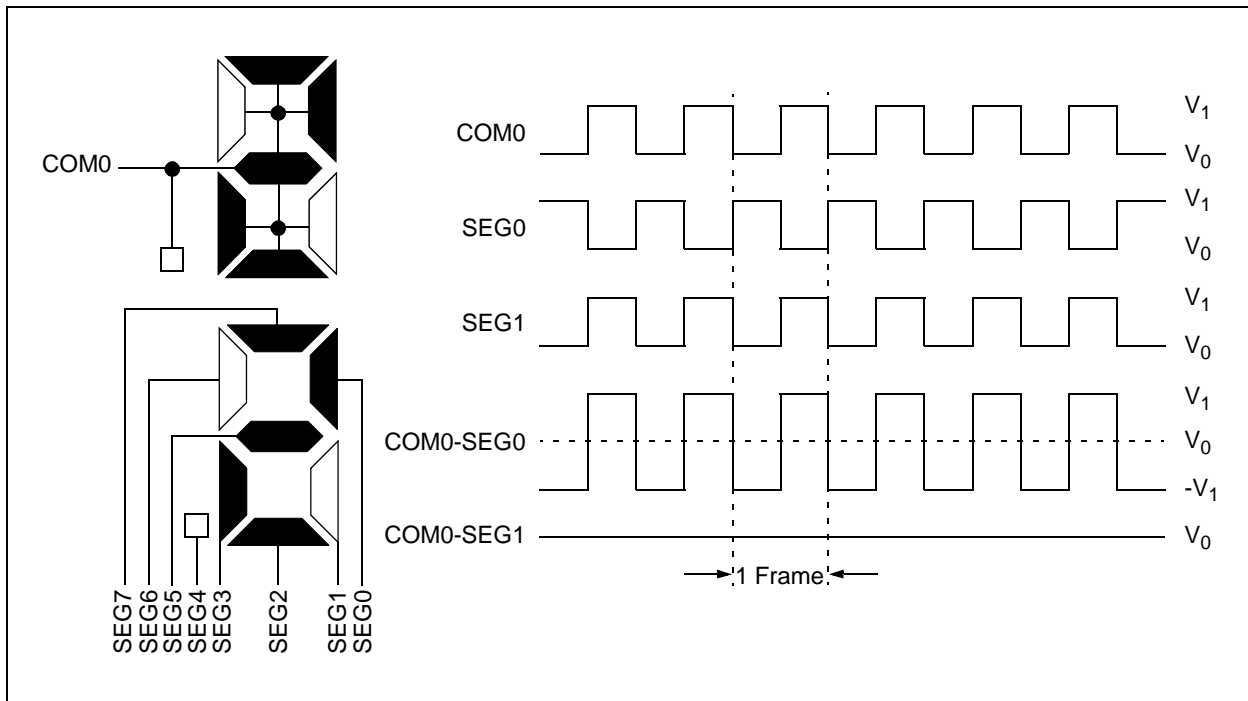 COM0
SEG7
SEG6
SEG5
SEG4
SEG3
SEG2
SEG1
SEG0
COM0
V1
V0
SEG0
V1
V0
SEG1
V1
V0
COM0-SEG0
V1
V0
-V1
COM0-SEG1
V0
1 Frame